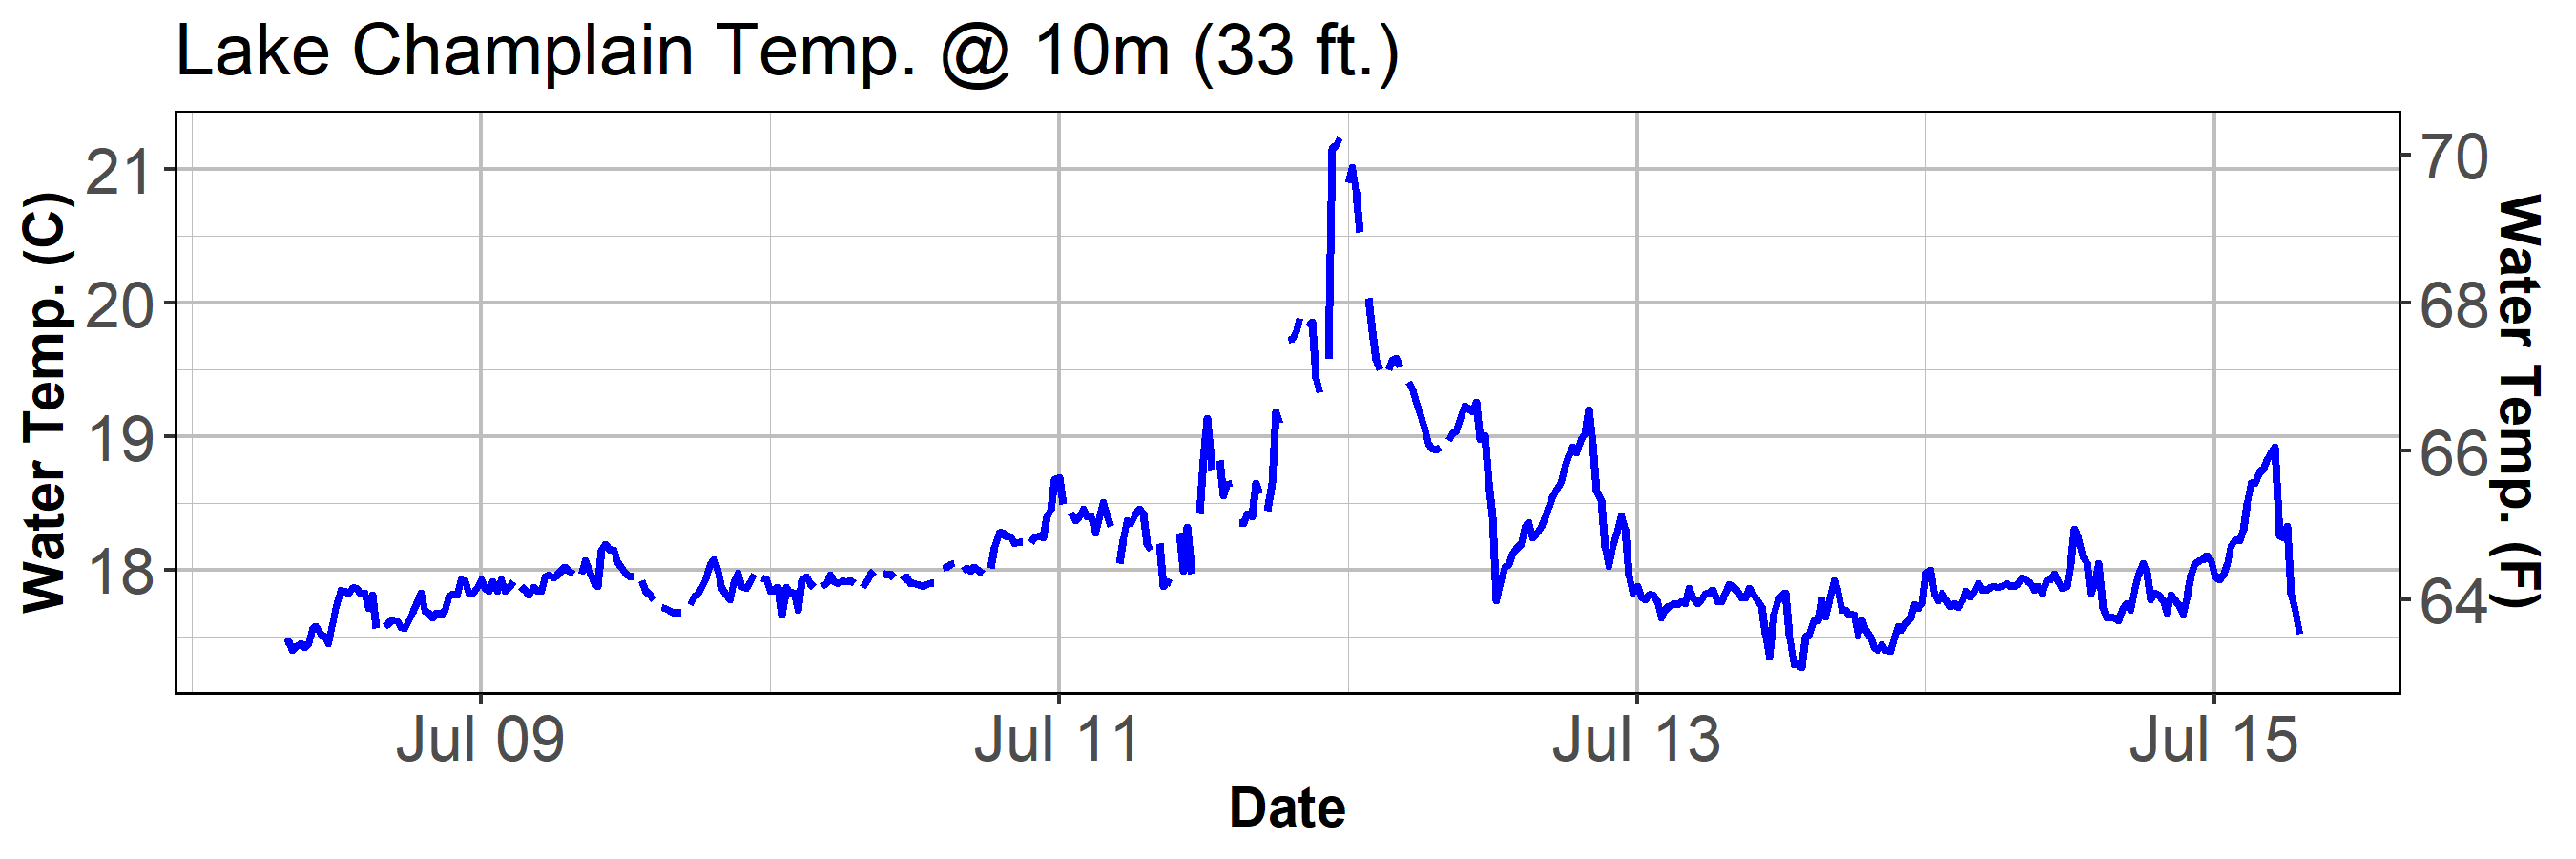 Lake Champlain Temp. @ 10m (33 ft.)
Water Temp. (C)
21
20
19
18
70
68
66
64
Water Temp. (F)
Jul 09
Jul 11
Jul 13
Jul 15
Date